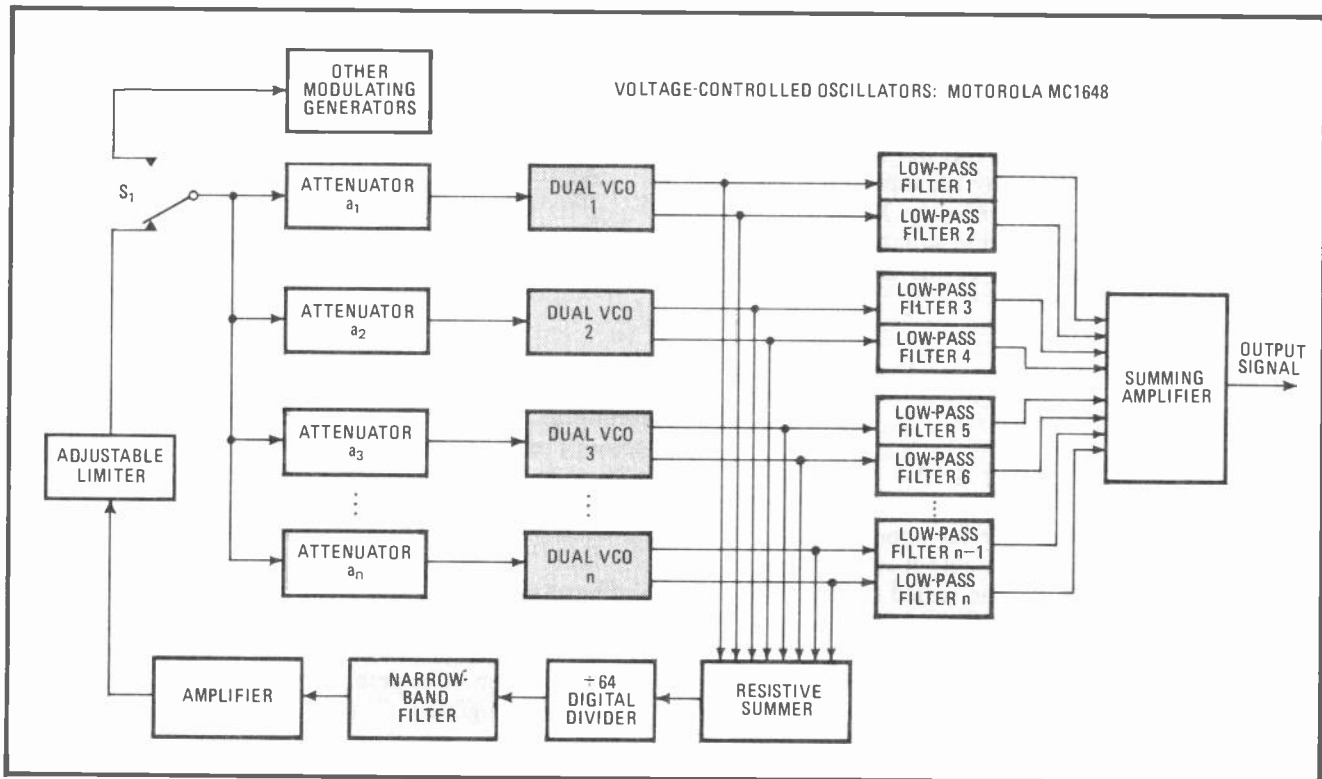 OTHER
MODULATING
GENERATORS
VOLTAGE-CONTROLLED OSCILLATORS: MOTOROLA MC1648
S1
ATTENUATOR
a1
DUAL VCO
1
LOW-PASS
FILTER 1
LOW-PASS
FILTER 2
ATTENUATOR
a2
DUAL VCO
2
LOW-PASS
FILTER 3
LOW-PASS
FILTER 4
SUMMING
AMPLIFIER
OUTPUT
SIGNAL
ADJUSTABLE
LIMITER
ATTENUATOR
a3
DUAL VCO
3
LOW-PASS
FILTER 5
LOW-PASS
FILTER 6
ATTENUATOR
an
DUAL VCO
n
LOW-PASS
FILTER n-1
LOW-PASS
FILTER n
AMPLIFIER
NARROW-
BAND
FILTER
÷64
DIGITAL
DIVIDER
RESISTIVE
SUMMER